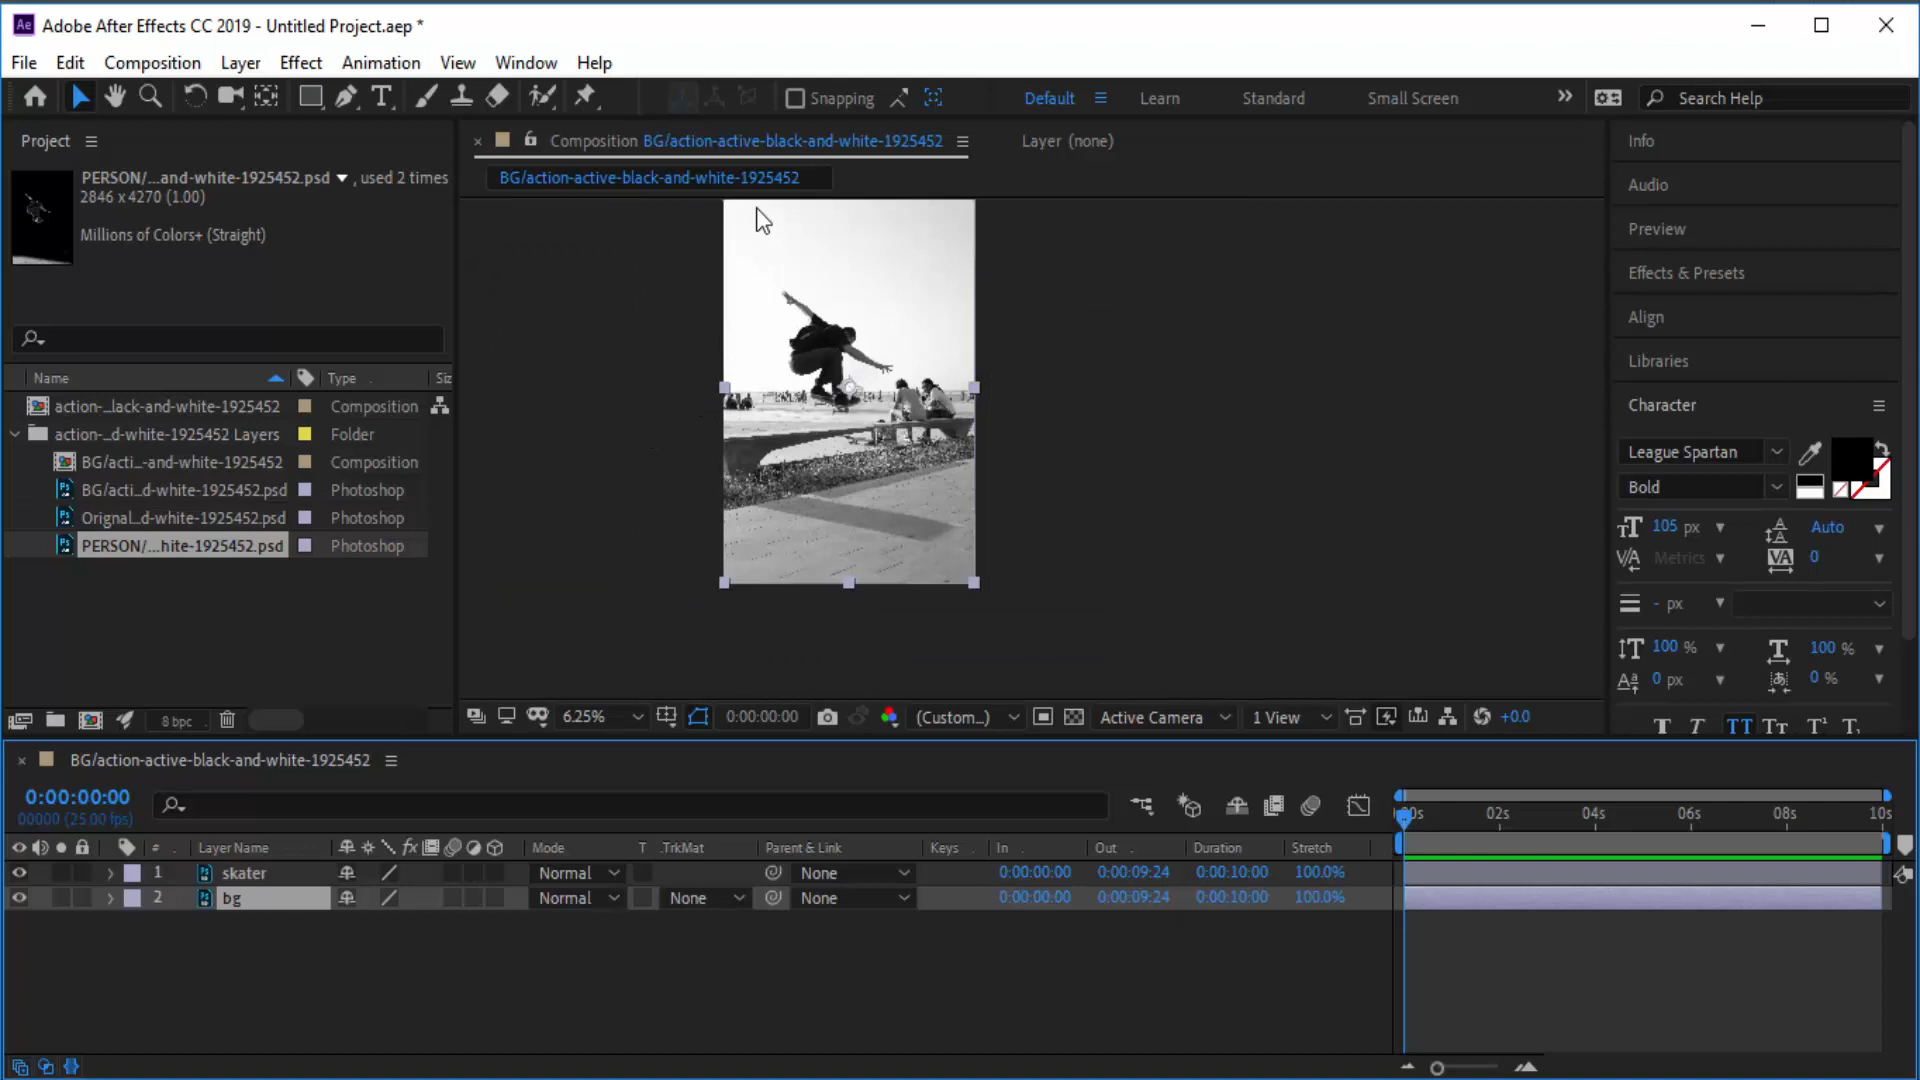 Adobe After Effects CC 2019 - Untitled Project.aep *
File Edit Composition Layer Effect Animation View Window Help
Snapping Default Learn Standard Small Screen Search Help
Project
PERSON/...and-white-1925452.psd , used 2 times
2846 x 4270 (1.00)
Millions of Colors+ (Straight)
Composition BG/action-active-black-and-white-1925452 Layer (none)
BG/action-active-black-and-white-1925452
Name Type Siz
action-...lack-and-white-1925452 Composition
action-...d-white-1925452 Layers Folder
BG/acti...-and-white-1925452 Composition
BG/acti...d-white-1925452.psd Photoshop
Orignal...d-white-1925452.psd Photoshop
PERSON/...hite-1925452.psd Photoshop
8 bpc
6.25% 0:00:00:00 (Custom...) Active Camera 1 View +0.0
Info
Audio
Preview
Effects & Presets
Align
Libraries
Character
League Spartan
Bold
105 px Auto
Metrics 0
- px
100 % 100 %
0 px 0 %
BG/action-active-black-and-white-1925452
0:00:00:00
00000 (25.00 fps)
02s 04s 06s 08s 10s
# Layer Name Mode T .TrkMat Parent & Link Keys In Out Duration Stretch
1 skater Normal None 0:00:00:00 0:00:09:24 0:00:10:00 100.0%
2 bg Normal None None 0:00:00:00 0:00:09:24 0:00:10:00 100.0%